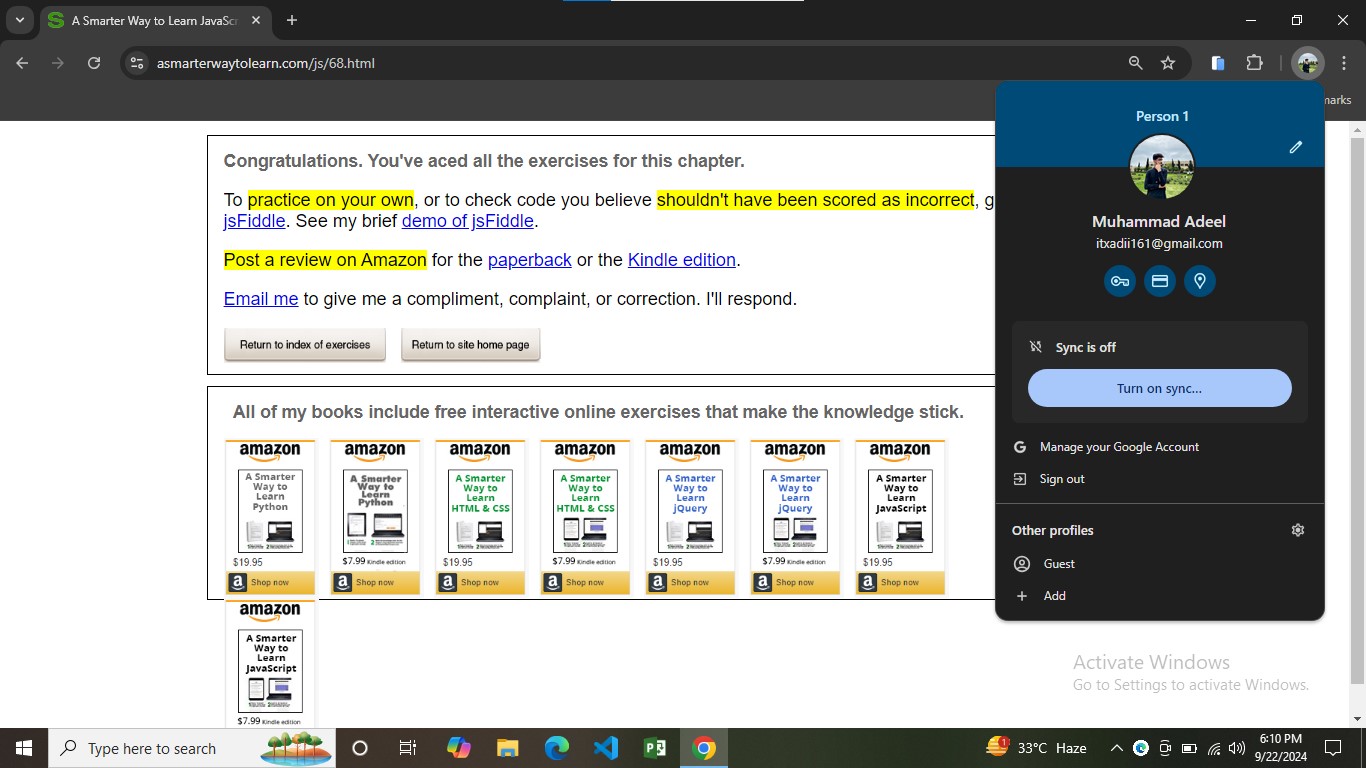 A Smarter Way to Learn JavaSc
asmarterwaytolearn.com/js/68.html
marks
Congratulations. You've aced all the exercises for this chapter.
To practice on your own, or to check code you believe shouldn't have been scored as incorrect, g
jsFiddle. See my brief demo of jsFiddle.
Post a review on Amazon for the paperback or the Kindle edition.
Email me to give me a compliment, complaint, or correction. I'll respond.
Return to index of exercises Return to site home page
All of my books include free interactive online exercises that make the knowledge stick.
amazon amazon amazon amazon amazon amazon amazon
A Smarter A Smarter A Smarter A Smarter A Smarter A Smarter A Smarter
Way to Way to Way to Way to Way to Way to Way to
Learn Learn Learn Learn Learn Learn Learn
Python Python HTML & CSS HTML & CSS jQuery jQuery JavaScript
$19.95 $7.99 Kindle edition $19.95 $7.99 Kindle edition $19.95 $7.99 Kindle edition $19.95
a Shop now a Shop now a Shop now a Shop now a Shop now a Shop now a Shop now
amazon
A Smarter
Way to
Learn
JavaScript
$7.99 Kindle edition
Person 1
Muhammad Adeel
itxadii161@gmail.com
Sync is off
Turn on sync...
Manage your Google Account
Sign out
Other profiles
Guest
Add
Activate Windows
Go to Settings to activate Windows.
Type here to search
1
33°C Haze
6:10 PM
9/22/2024